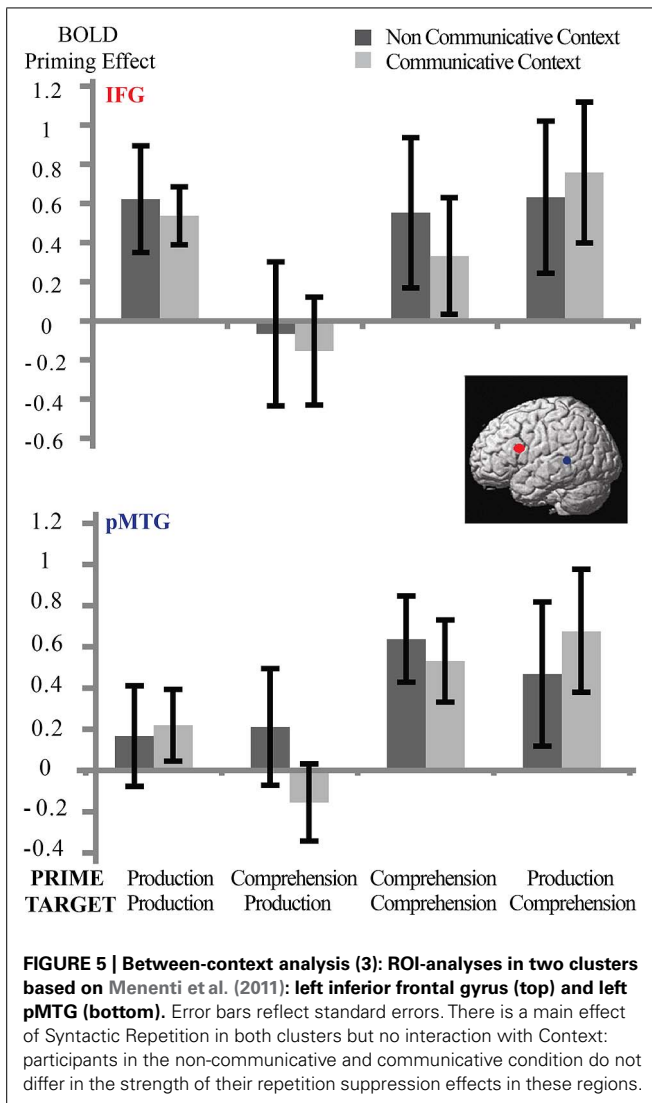 BOLD
Priming Effect
Non Communicative Context
Communicative Context
IFG
1.2
1
0.8
0.6
0.4
0.2
0
-0.2
-0.4
-0.6
pMTG
1.2
1
0.8
0.6
0.4
0.2
0
-0.2
-0.4
PRIME Production Comprehension Comprehension Production
TARGET Production Production Comprehension Comprehension
FIGURE 5 | Between-context analysis (3): ROI-analyses in two clusters
based on Menenti et al. (2011): left inferior frontal gyrus (top) and left
pMTG (bottom). Error bars reflect standard errors. There is a main effect
of Syntactic Repetition in both clusters but no interaction with Context:
participants in the non-communicative and communicative condition do not
differ in the strength of their repetition suppression effects in these regions.